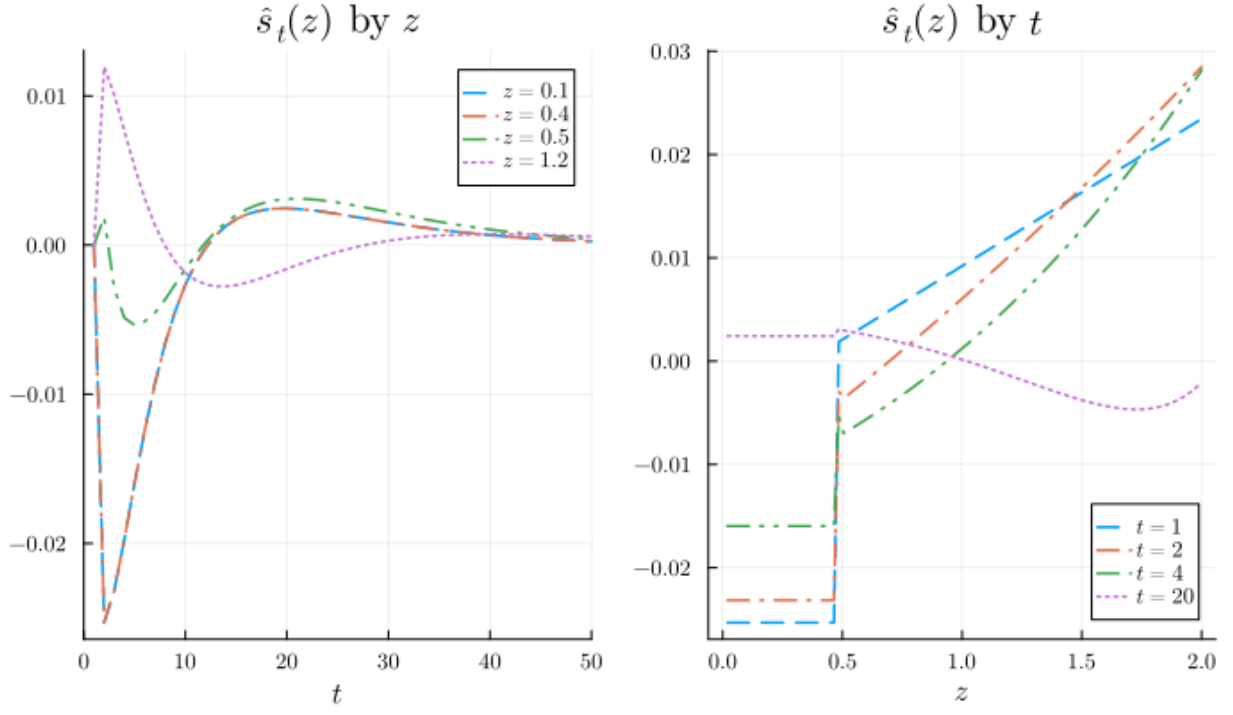 ŝ_t(z) by z
0.01
0.00
−0.01
−0.02
0
10
20
30
40
50
t
z = 0.1
z = 0.4
z = 0.5
z = 1.2
ŝ_t(z) by t
0.03
0.02
0.01
0.00
−0.01
−0.02
0.0
0.5
1.0
1.5
2.0
z
t = 1
t = 2
t = 4
t = 20